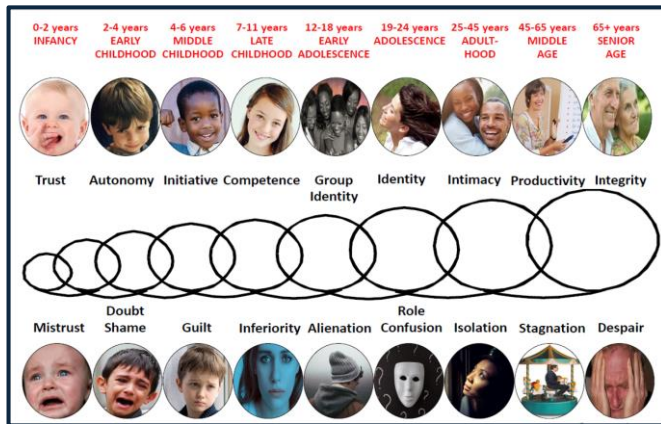 0-2 years 2-4 years 4-6 years 7-11 years 12-18 years 19-24 years 25-45 years 45-65 years 65+ years
INFANCY EARLY MIDDLE LATE EARLY ADOLESCENCE ADULT- MIDDLE SENIOR
CHILDHOOD CHILDHOOD CHILDHOOD ADOLESCENCE HOOD AGE AGE
Trust Autonomy Initiative Competence Group Identity Intimacy Productivity Integrity
Identity
Doubt Role
Mistrust Shame Guilt Inferiority Alienation Confusion Isolation Stagnation Despair